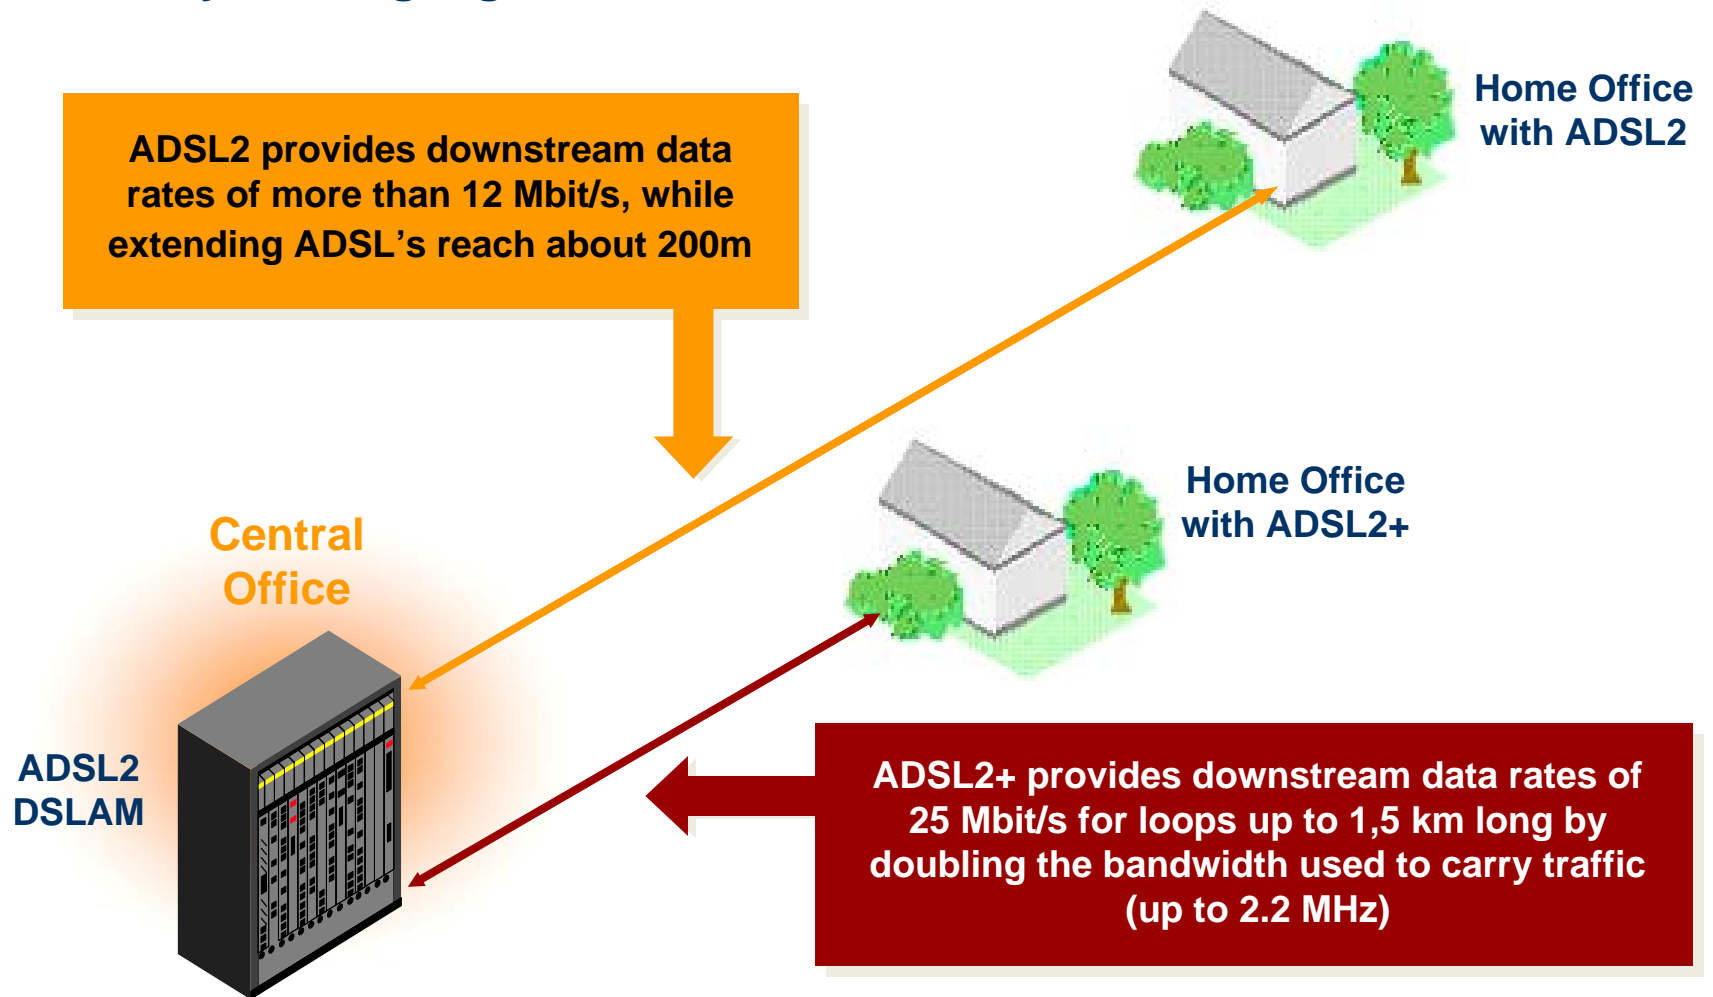 ADSL2 provides downstream data
rates of more than 12 Mbit/s, while
extending ADSL’s reach about 200m
Home Office
with ADSL2
Home Office
with ADSL2+
Central
Office
ADSL2
DSLAM
ADSL2+ provides downstream data rates of
25 Mbit/s for loops up to 1,5 km long by
doubling the bandwidth used to carry traffic
(up to 2.2 MHz)